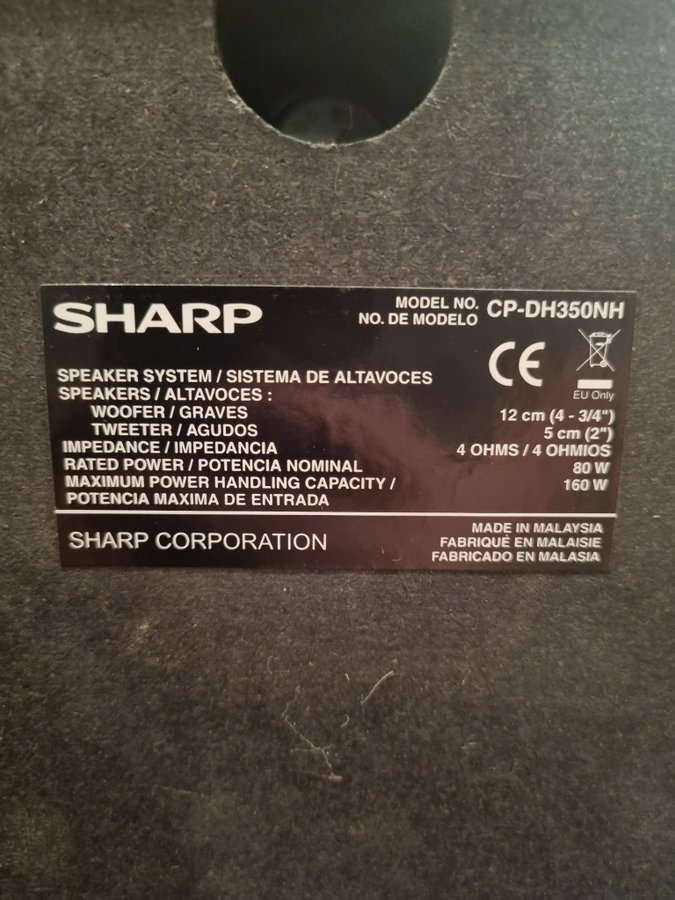 SHARP
MODEL NO.
NO. DE MODELO
CP-DH350NH
CE
EU Only
SPEAKER SYSTEM / SISTEMA DE ALTAVOCES
SPEAKERS / ALTAVOCES :
WOOFER / GRAVES 12 cm (4 - 3/4")
TWEETER / AGUDOS 5 cm (2")
IMPEDANCE / IMPEDANCIA 4 OHMS / 4 OHMIOS
RATED POWER / POTENCIA NOMINAL 80 W
MAXIMUM POWER HANDLING CAPACITY / 160 W
POTENCIA MAXIMA DE ENTRADA
SHARP CORPORATION
MADE IN MALAYSIA
FABRIQUÉ EN MALAISIE
FABRICADO EN MALASIA